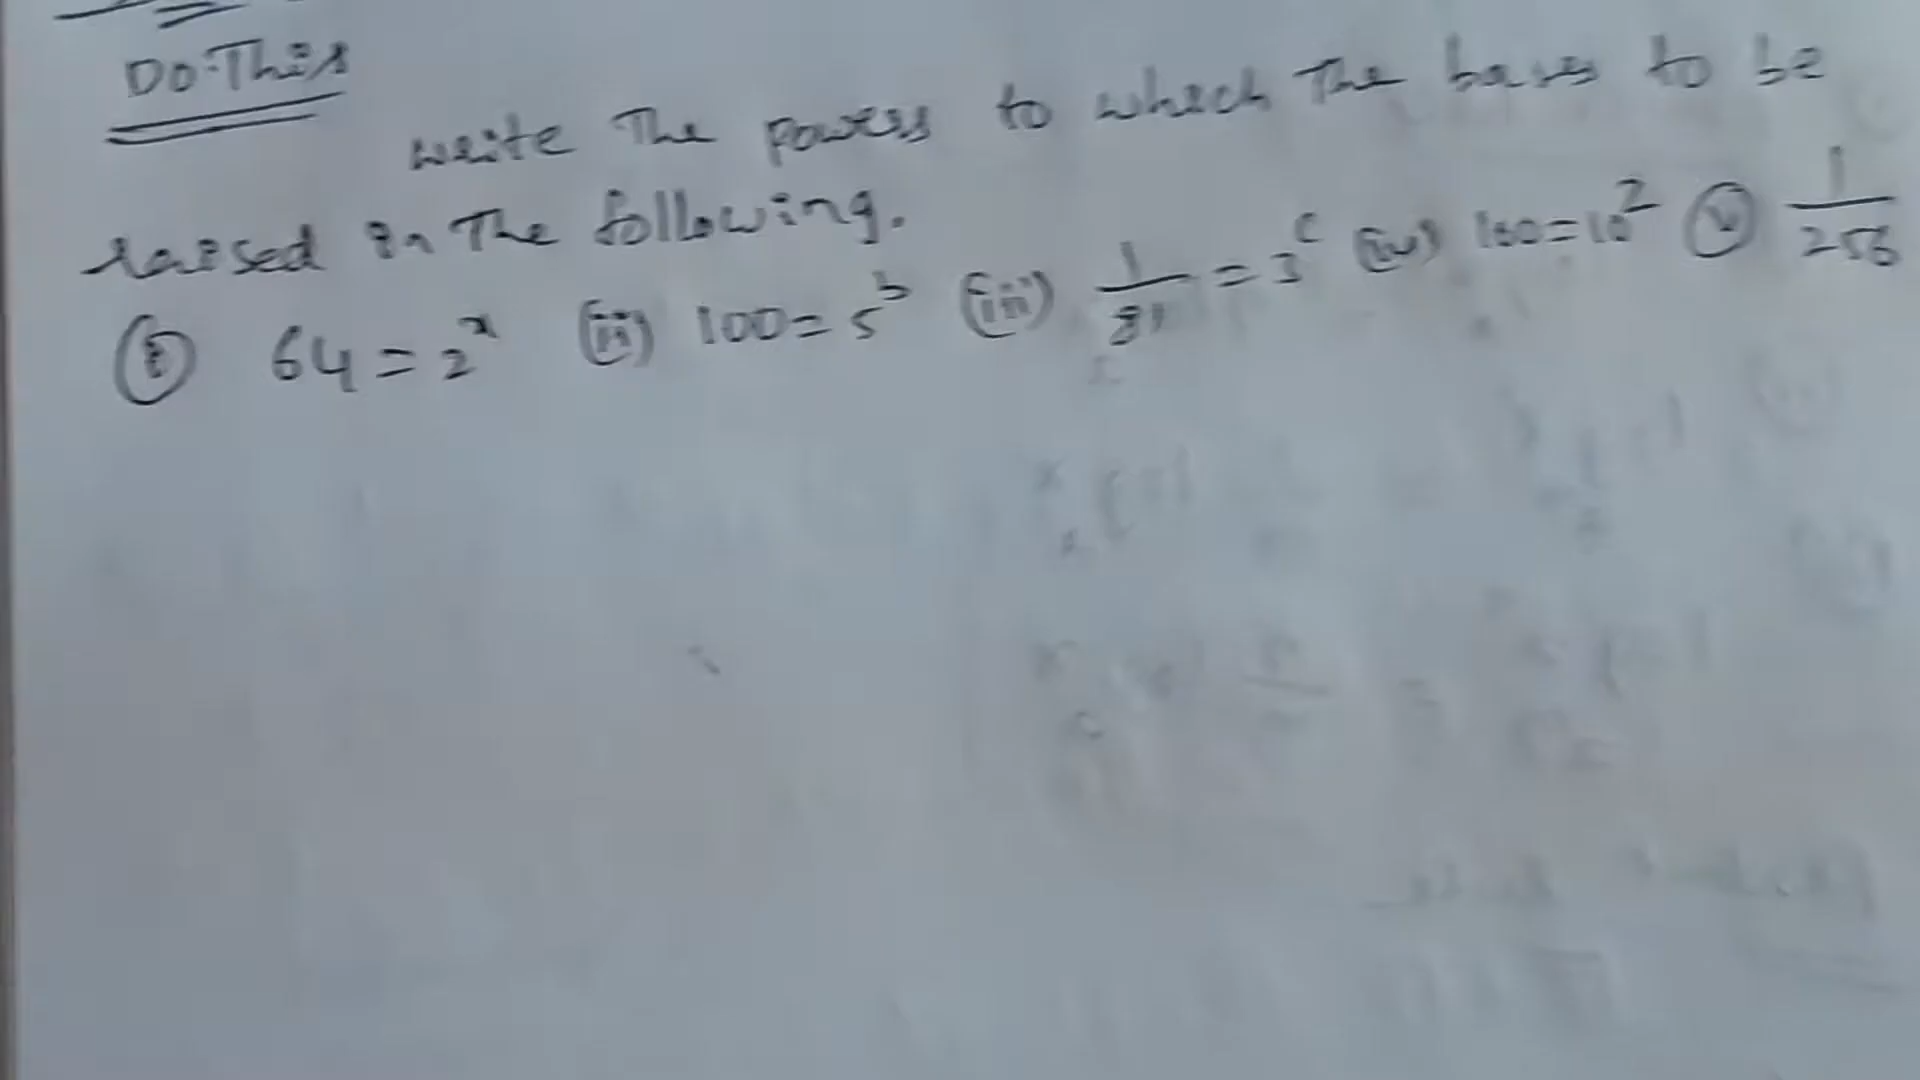 Do This
write The powers to which The bases to be
raised in The following.
(i) 64 = 2^x (ii) 100 = 5^b (iii) 1/81 = 3^c (iv) 100 = 10^2 (v) 1/256